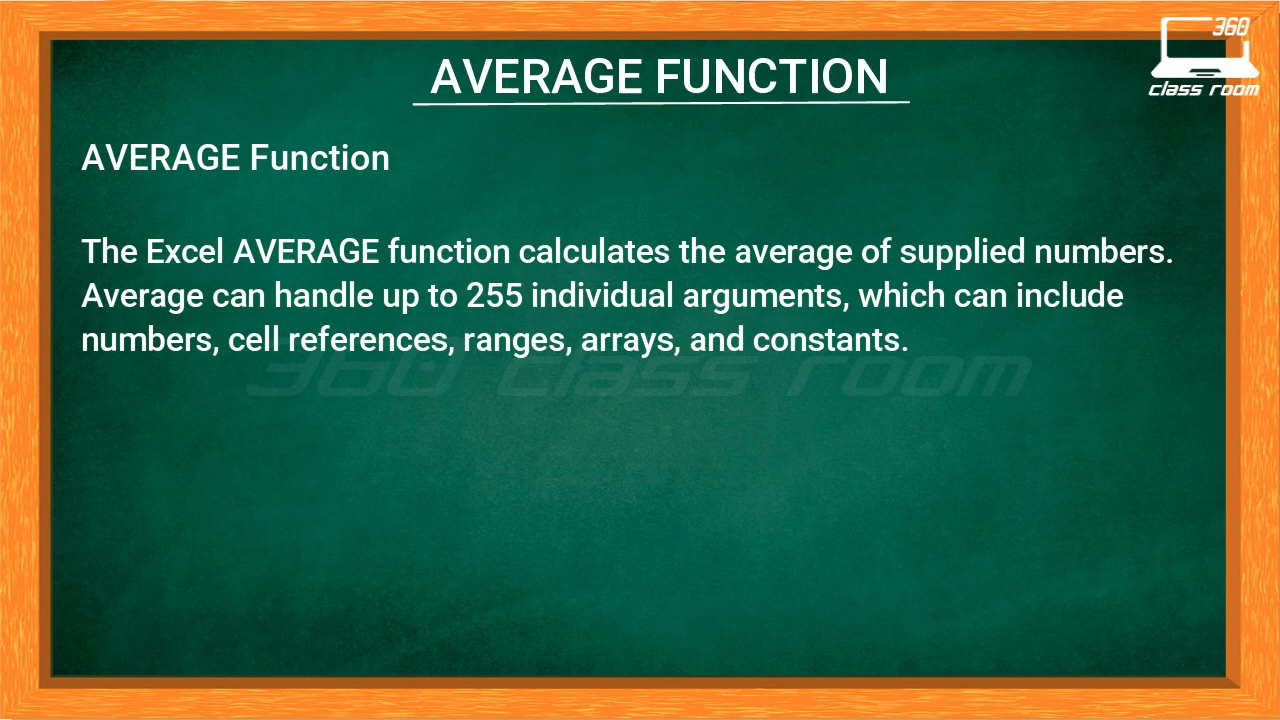 360
class room
AVERAGE FUNCTION
AVERAGE Function
The Excel AVERAGE function calculates the average of supplied numbers.
Average can handle up to 255 individual arguments, which can include
numbers, cell references, ranges, arrays, and constants.
360 class room